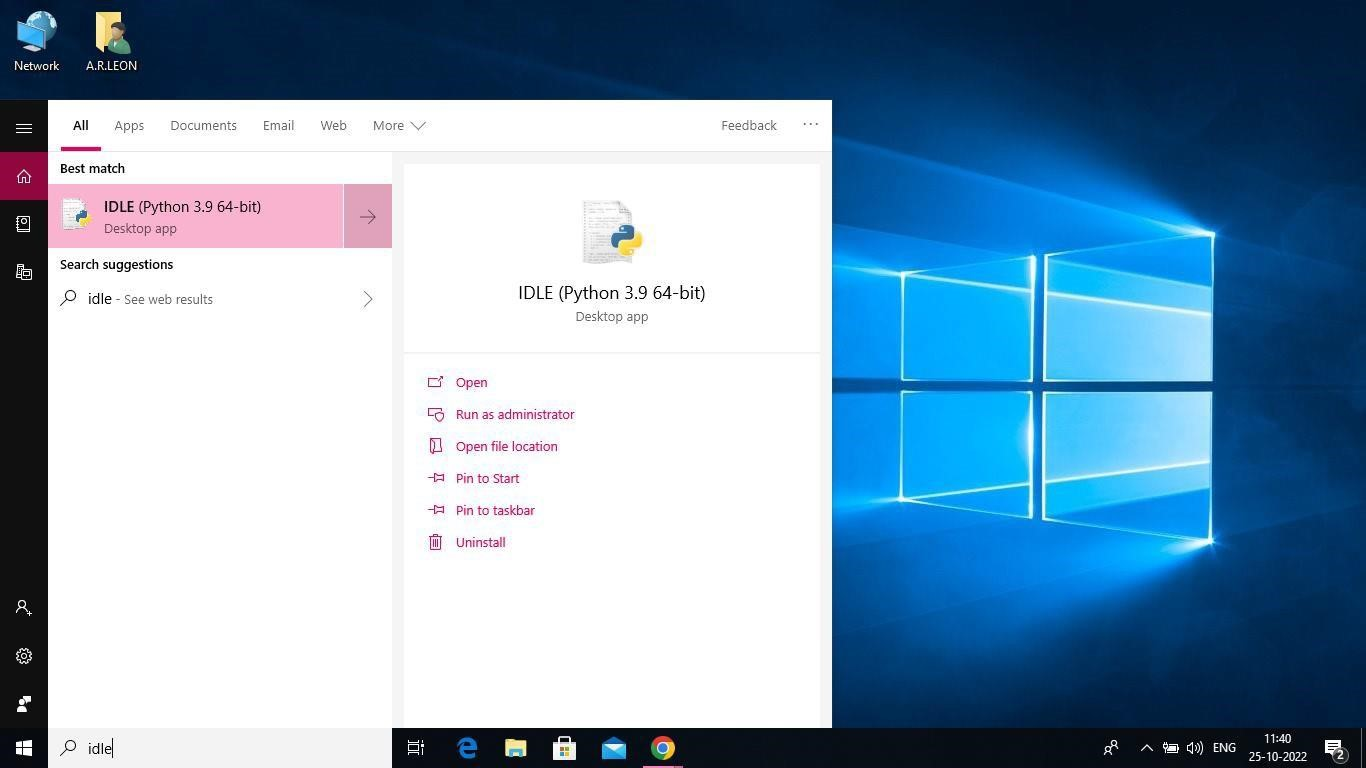 Network
A.R.LEON
All Apps Documents Email Web More Feedback ...
Best match
IDLE (Python 3.9 64-bit)
Desktop app
Search suggestions
idle - See web results
IDLE (Python 3.9 64-bit)
Desktop app
Open
Run as administrator
Open file location
Pin to Start
Pin to taskbar
Uninstall
idle
ENG
11:40
25-10-2022
2